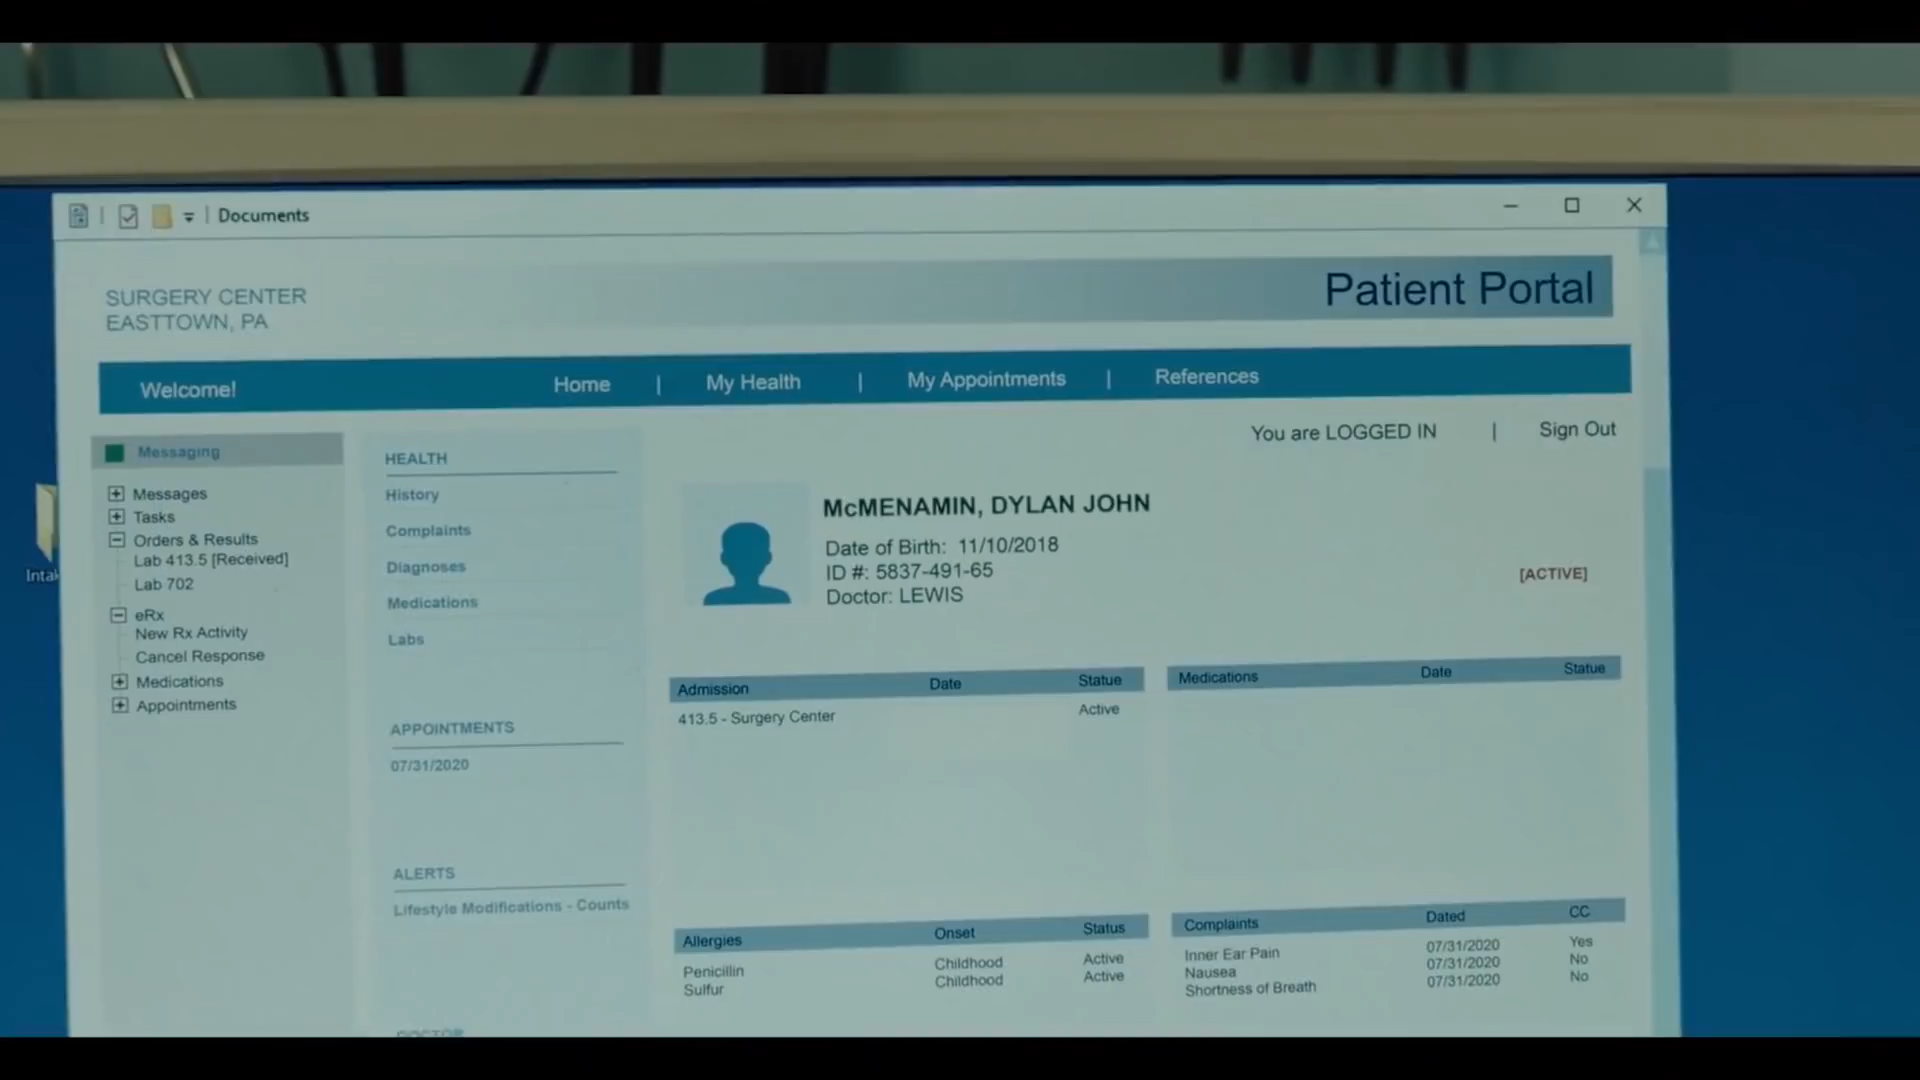 Documents
SURGERY CENTER
EASTTOWN, PA
Patient Portal
Welcome!
Home | My Health | My Appointments | References
You are LOGGED IN | Sign Out
Messaging
Messages
Tasks
Orders & Results
Lab 413.5 [Received]
Lab 702
eRx
New Rx Activity
Cancel Response
Medications
Appointments
HEALTH
History
Complaints
Diagnoses
Medications
Labs
APPOINTMENTS
07/31/2020
ALERTS
Lifestyle Modifications - Counts
DOCTOR
McMENAMIN, DYLAN JOHN
Date of Birth: 11/10/2018
ID #: 5837-491-65
Doctor: LEWIS
[ACTIVE]
Admission Date Statue
413.5 - Surgery Center Active
Medications Date Statue
Allergies Onset Status
Penicillin Childhood Active
Sulfur Childhood Active
Complaints Dated CC
Inner Ear Pain 07/31/2020 Yes
Nausea 07/31/2020 No
Shortness of Breath 07/31/2020 No